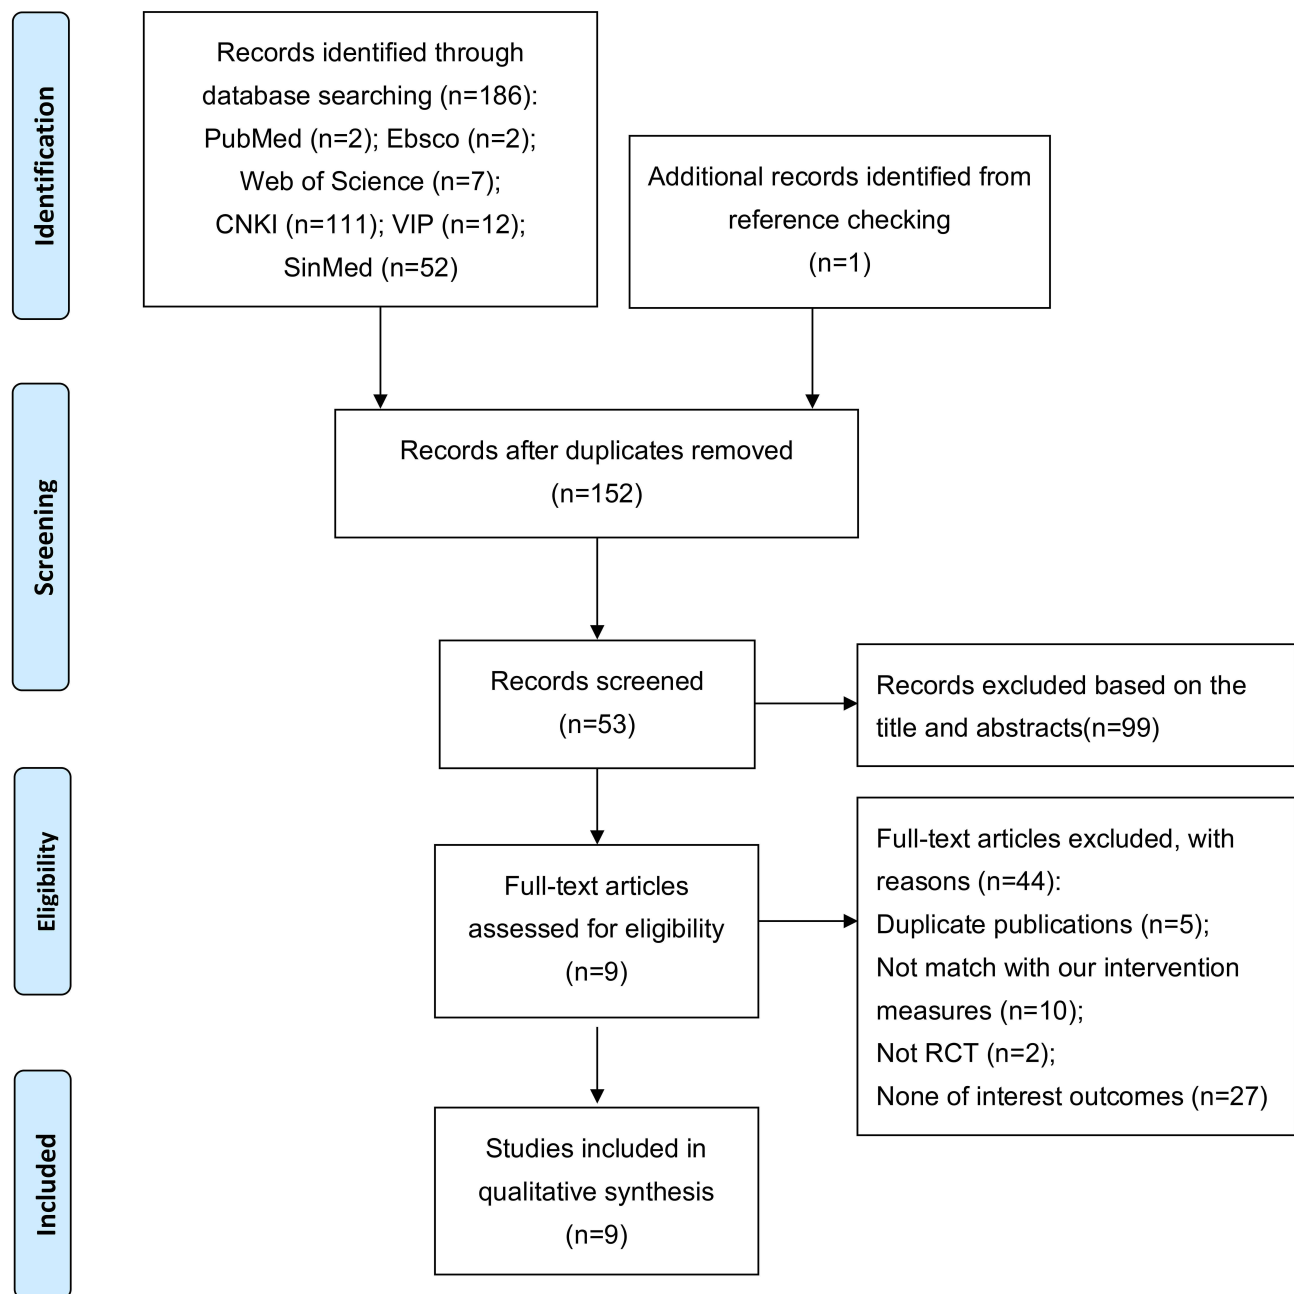 Identification
Records identified through
database searching (n=186):
PubMed (n=2); Ebsco (n=2);
Web of Science (n=7);
CNKI (n=111); VIP (n=12);
SinMed (n=52)
Additional records identified from
reference checking
(n=1)
Screening
Records after duplicates removed
(n=152)
Records screened
(n=53)
Records excluded based on the
title and abstracts(n=99)
Eligibility
Full-text articles
assessed for eligibility
(n=9)
Full-text articles excluded, with
reasons (n=44):
Duplicate publications (n=5);
Not match with our intervention
measures (n=10);
Not RCT (n=2);
None of interest outcomes (n=27)
Included
Studies included in
qualitative synthesis
(n=9)